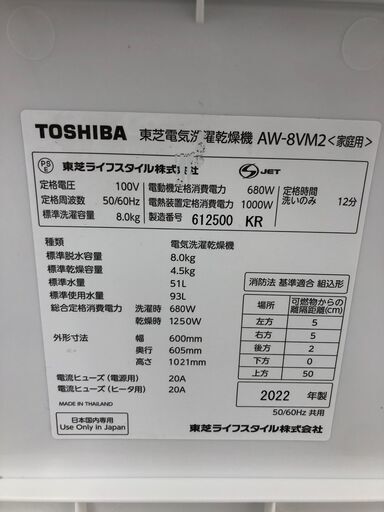 TOSHIBA 東芝電気洗濯乾燥機 AW-8VM2<家庭用>
PS E
東芝ライフスタイル株式会社
S JET
定格電圧 100V
定格周波数 50/60Hz
標準洗濯容量 8.0kg
電動機定格消費電力 680W
電熱装置定格消費電力 1000W
製造番号 612500 KR
定格時間
洗いのみ 12分
種類 電気洗濯乾燥機
標準脱水容量 8.0kg
標準乾燥容量 4.5kg
標準水量 51L
標準使用水量 93L
総合定格消費電力 洗濯時 680W
乾燥時 1250W
外形寸法 幅 600mm
奥行 605mm
高さ 1021mm
電流ヒューズ(電源用) 20A
電流ヒューズ(ヒータ用) 20A
MADE IN THAILAND
日本国内専用
Use Only in Japan
消防法 基準適合 組込形
場所 可燃物からの離隔距離(cm)
左方 5
右方 5
後方 2
下方 0
上方 50
2022 年製
50/60Hz 共用
東芝ライフスタイル株式会社